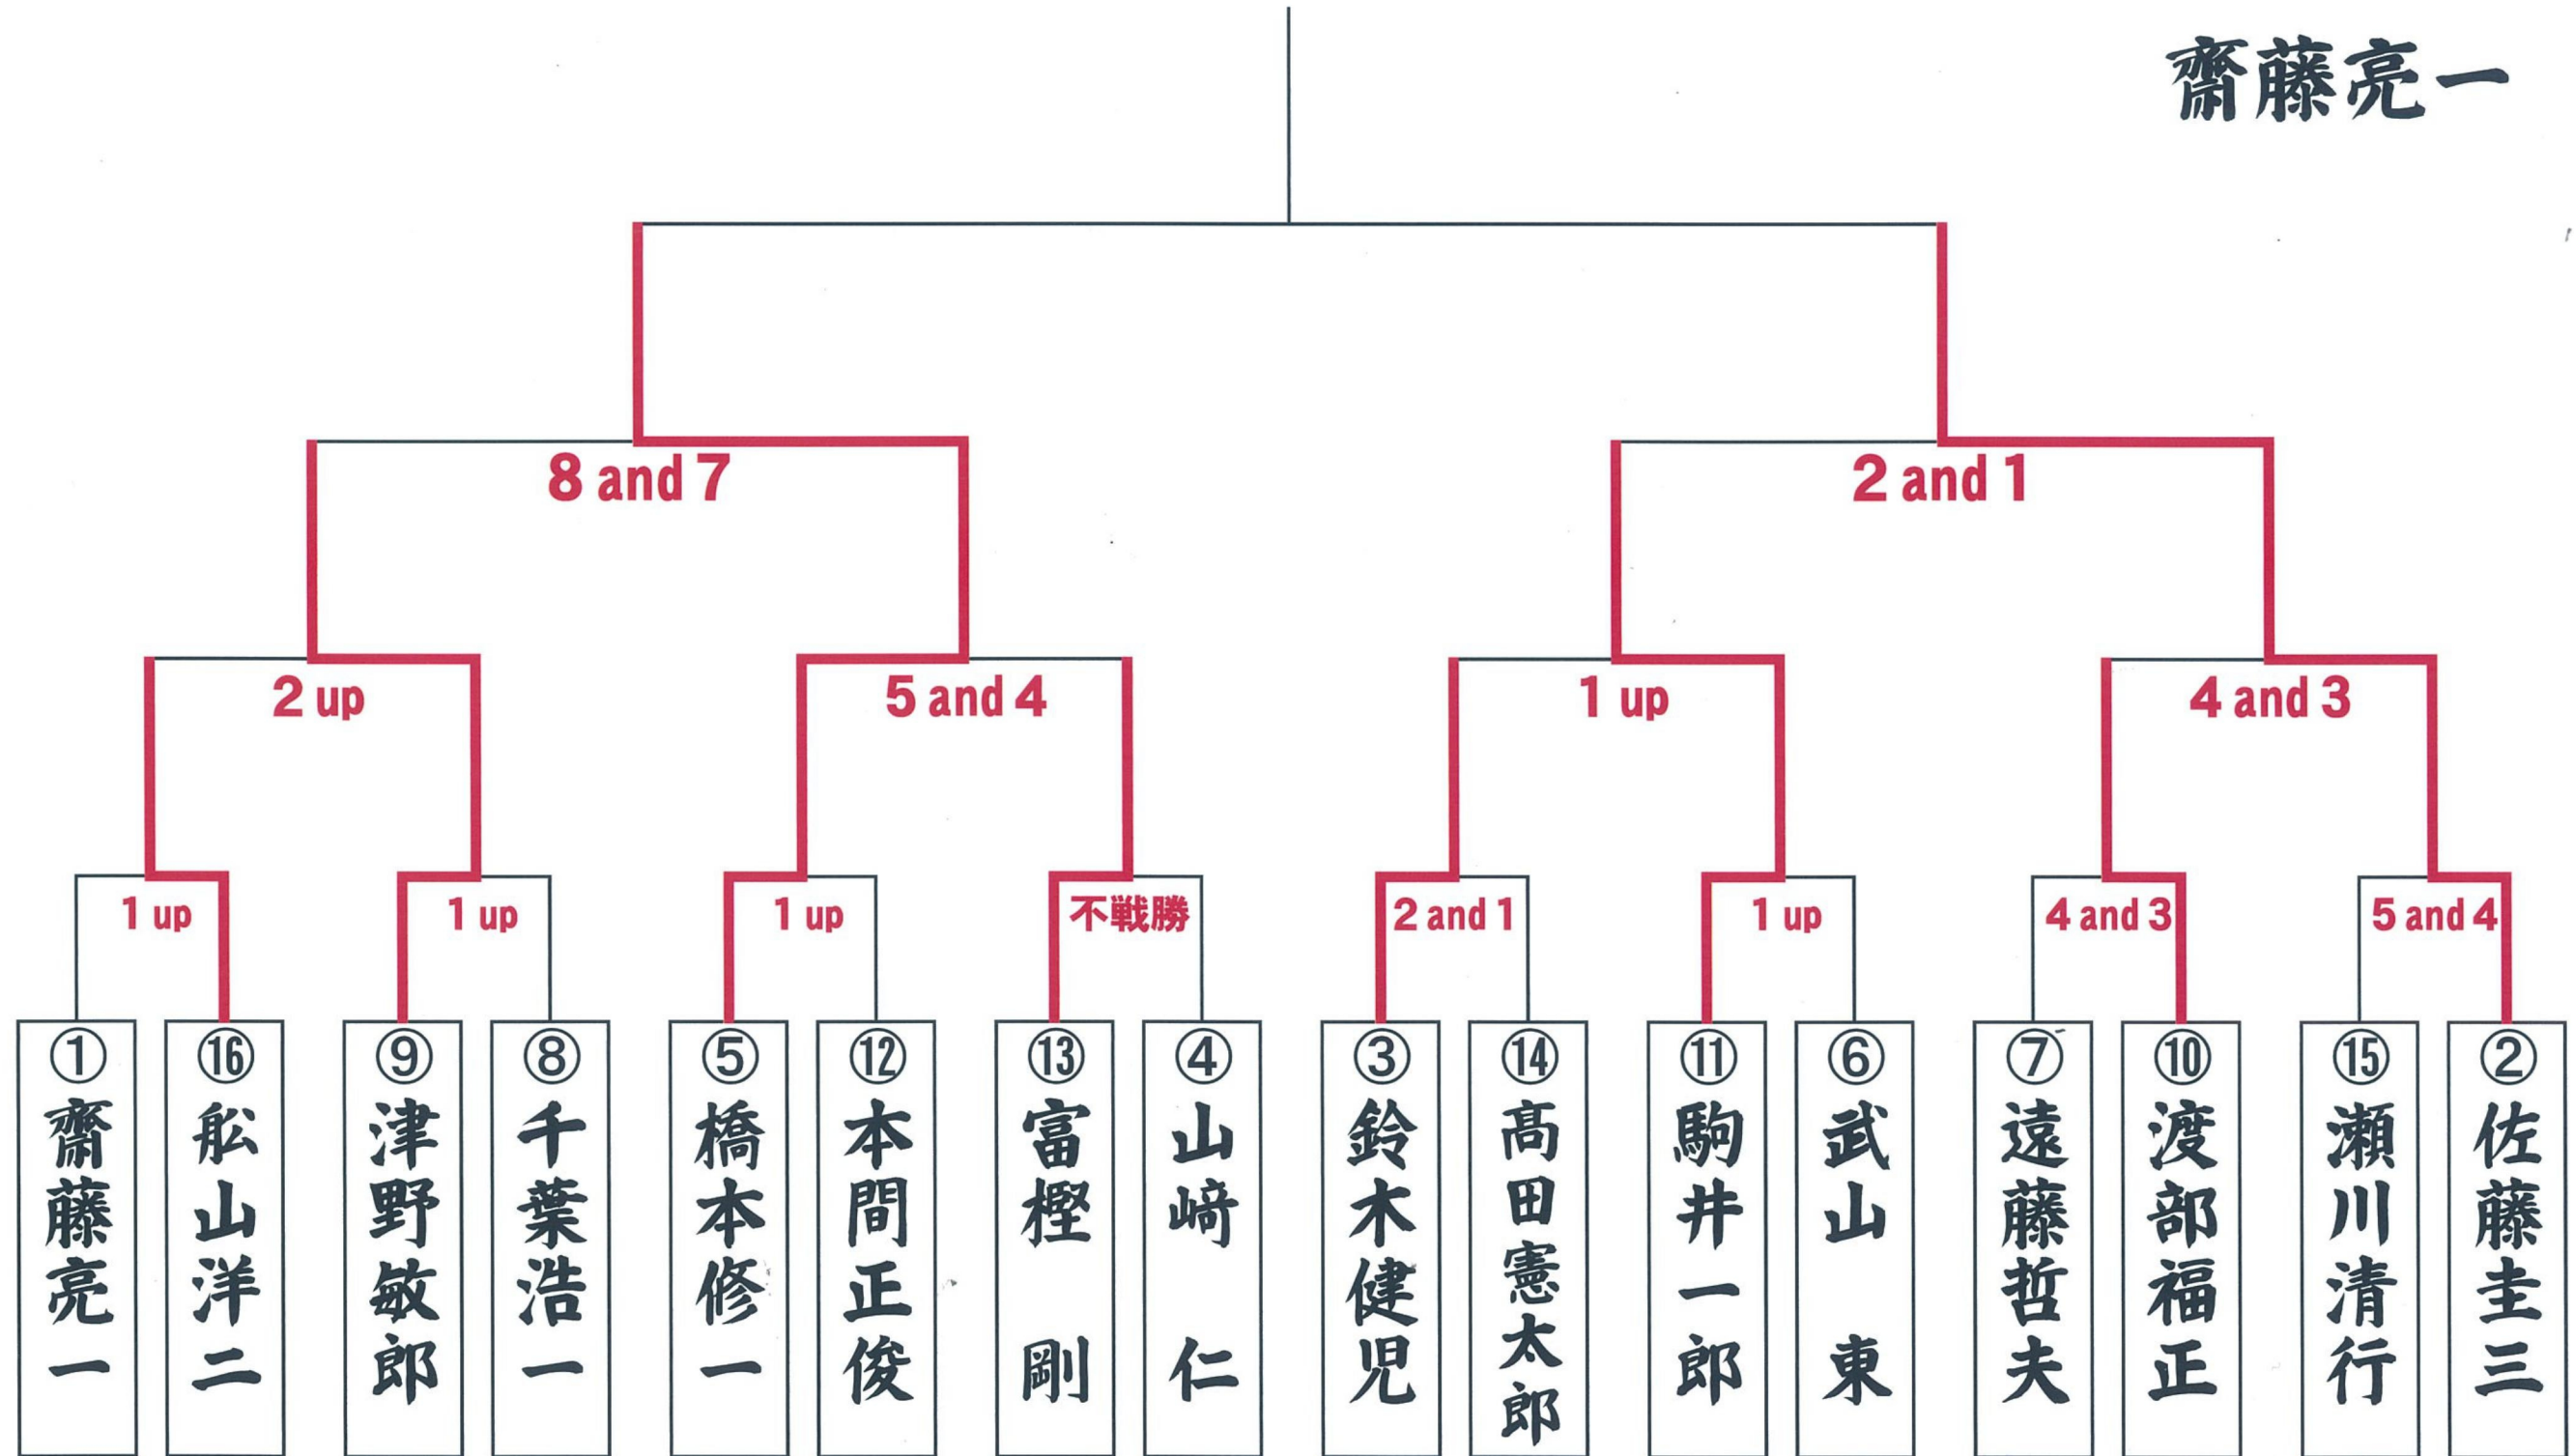 齋藤亮一
8 and 7
2 and 1
2 up
5 and 4
1 up
4 and 3
1 up
1 up
1 up
不戦勝
2 and 1
1 up
4 and 3
5 and 4
① 齋藤亮一
⑯ 舩山洋二
⑨ 津野敏郎
⑧ 千葉浩一
⑤ 橋本修一
⑫ 本間正俊
⑬ 富樫 剛
④ 山﨑 仁
③ 鈴木健児
⑭ 髙田憲太郎
⑪ 駒井一郎
⑥ 武山 東
⑦ 遠藤哲夫
⑩ 渡部福正
⑮ 瀬川清行
② 佐藤圭三